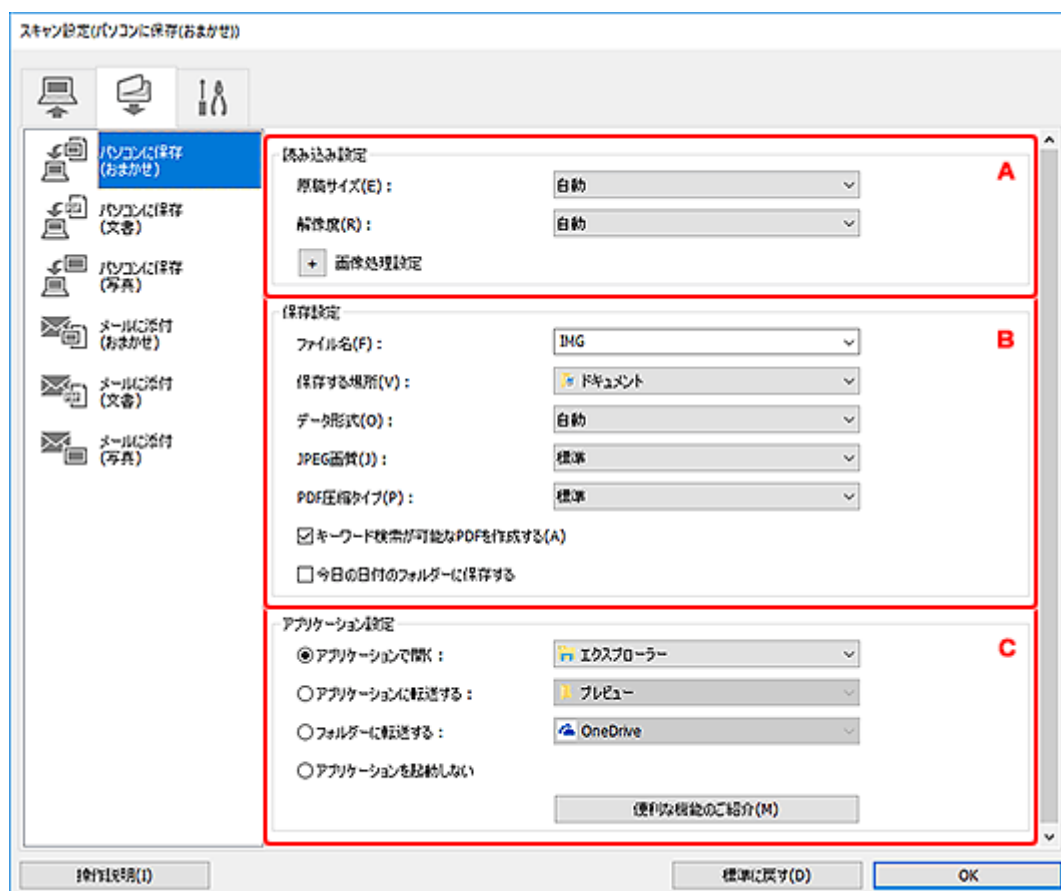 スキャン設定(パソコンに保存(おまかせ))
パソコンに保存
(おまかせ)
パソコンに保存
(文書)
パソコンに保存
(写真)
メールに添付
(おまかせ)
メールに添付
(文書)
メールに添付
(写真)
読み込み設定
A
原稿サイズ(E) : 自動
解像度(R) : 自動
+ 画像処理設定
保存設定
B
ファイル名(F) : IMG
保存する場所(V) : ドキュメント
データ形式(O) : 自動
JPEG画質(J) : 標準
PDF圧縮タイプ(P) : 標準
キーワード検索が可能なPDFを作成する(A)
今日の日付のフォルダーに保存する
アプリケーション設定
C
アプリケーションで開く : エクスプローラー
アプリケーションに転送する : プレビュー
フォルダーに転送する : OneDrive
アプリケーションを起動しない
便利な機能のご紹介(M)
操作説明(I)
標準に戻す(D)
OK